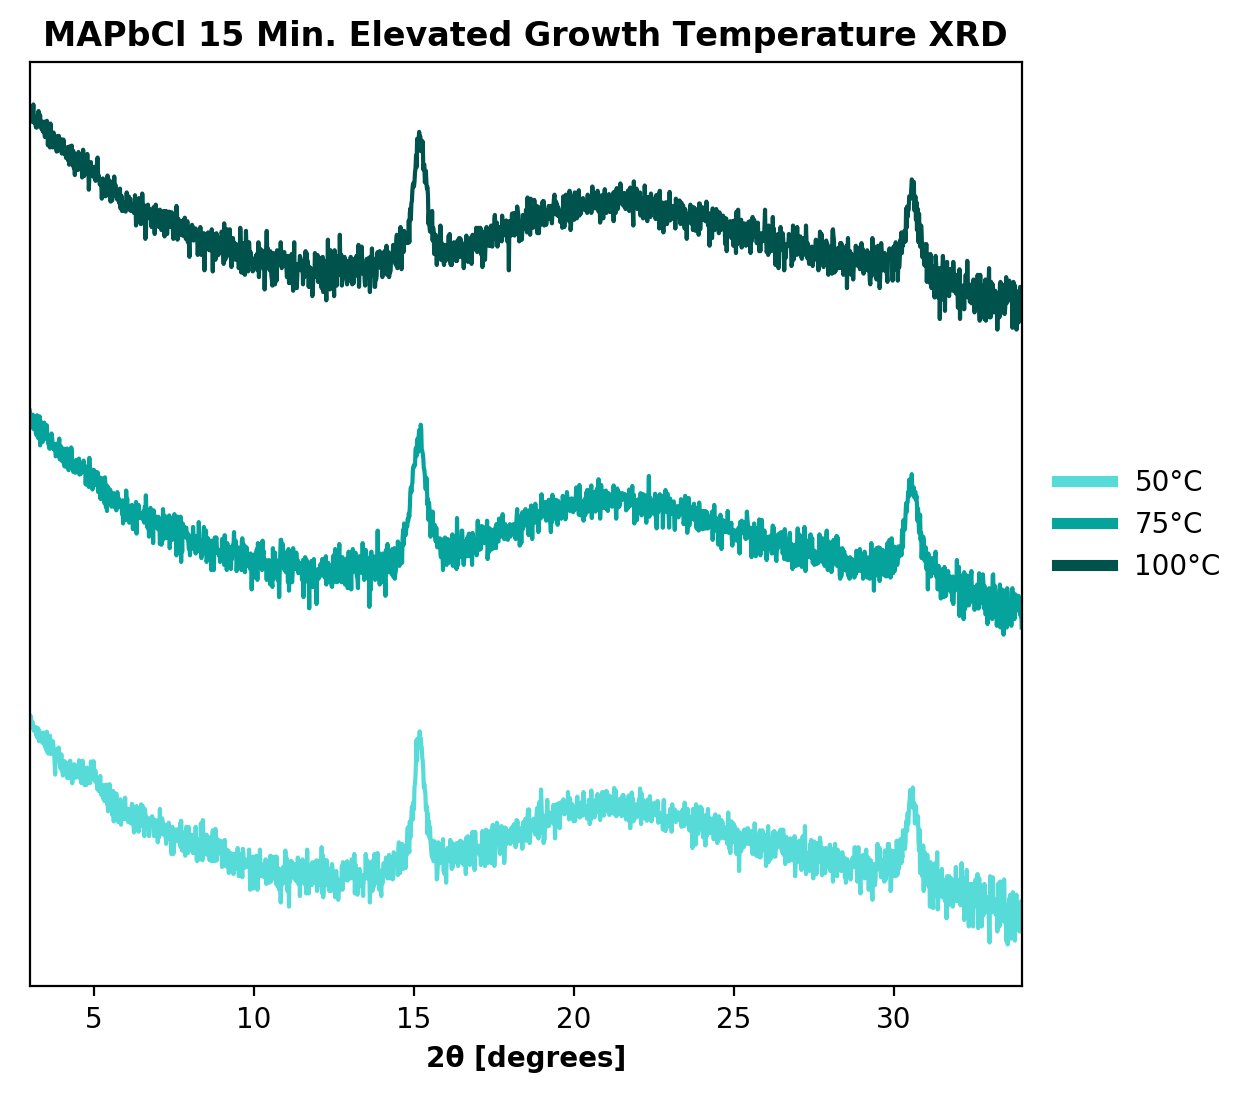 MAPbCl 15 Min. Elevated Growth Temperature XRD
50°C
75°C
100°C
5 10 15 20 25 30
2θ [degrees]